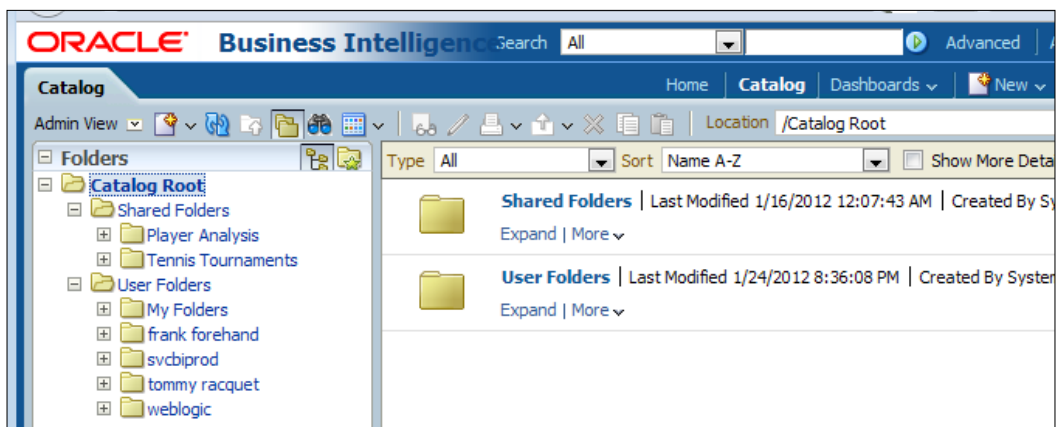 ORACLE® Business Intelligence Search All Advanced
Catalog Home Catalog Dashboards New
Admin View Location /Catalog Root
Folders
Catalog Root
Shared Folders
Player Analysis
Tennis Tournaments
User Folders
My Folders
frank forehand
svcbiprod
tommy racquet
weblogic
Type All Sort Name A-Z Show More Deta
Shared Folders | Last Modified 1/16/2012 12:07:43 AM | Created By Sy
Expand | More
User Folders | Last Modified 1/24/2012 8:36:08 PM | Created By System
Expand | More